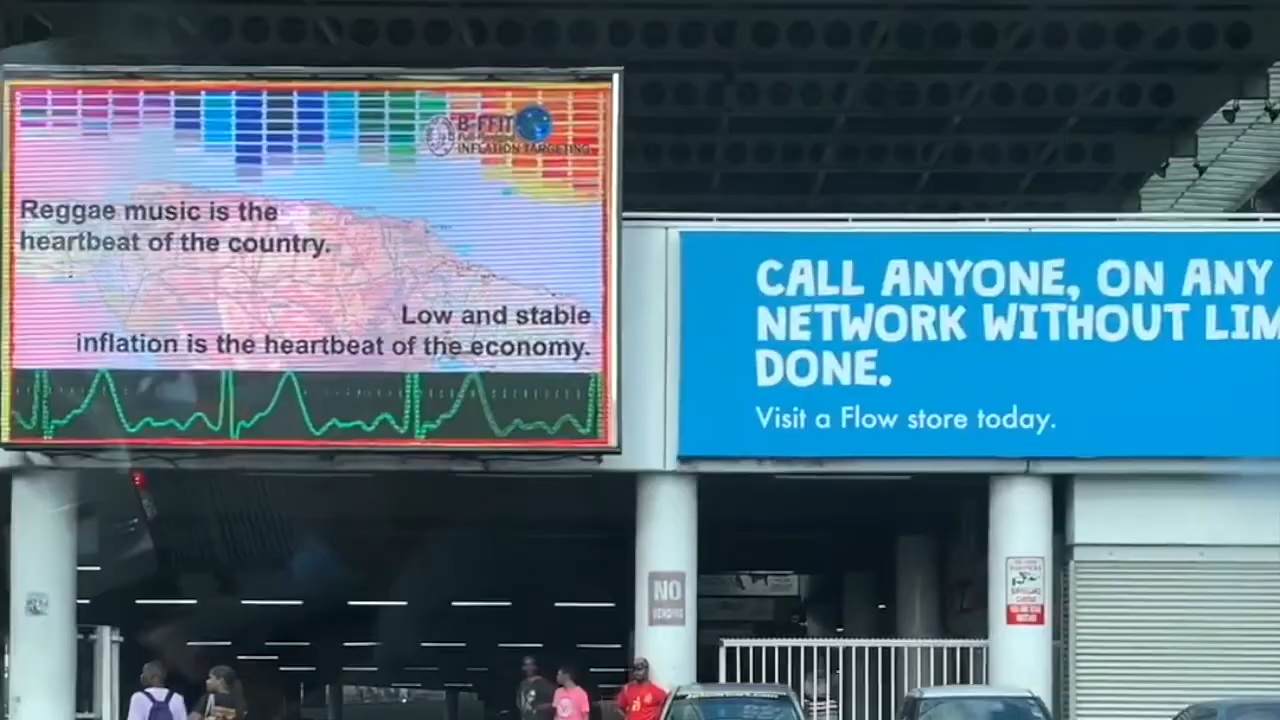 B-FFIT
INFLATION TARGETING
Reggae music is the
heartbeat of the country.
Low and stable
inflation is the heartbeat of the economy.
CALL ANYONE, ON ANY
NETWORK WITHOUT LIM
DONE.
Visit a Flow store today.
NO
VENDING